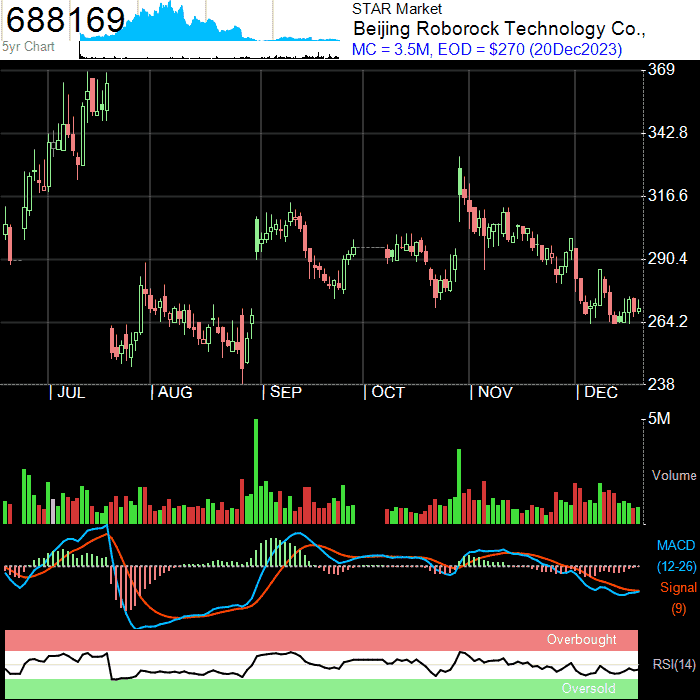 688169
5yr Chart
STAR Market
Beijing Roborock Technology Co.,
MC = 3.5M, EOD = $270 (20Dec2023)
369
342.8
316.6
290.4
264.2
238
| JUL | AUG | SEP | OCT | NOV | DEC
5M
Volume
MACD
(12-26)
Signal
(9)
Overbought
RSI(14)
Oversold